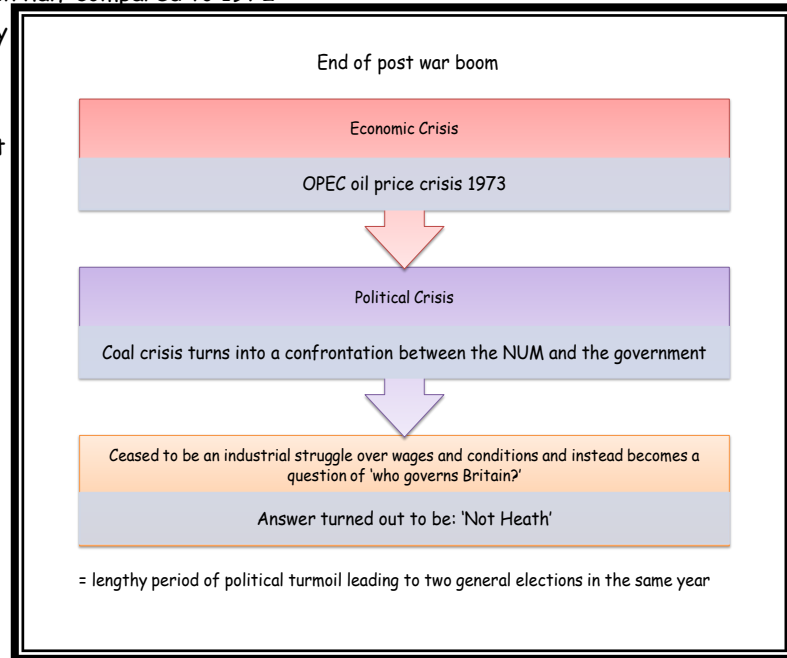 compared to 1972
y
t
End of post war boom
Economic Crisis
OPEC oil price crisis 1973
Political Crisis
Coal crisis turns into a confrontation between the NUM and the government
Ceased to be an industrial struggle over wages and conditions and instead becomes a
question of ‘who governs Britain?’
Answer turned out to be: ‘Not Heath’
= lengthy period of political turmoil leading to two general elections in the same year